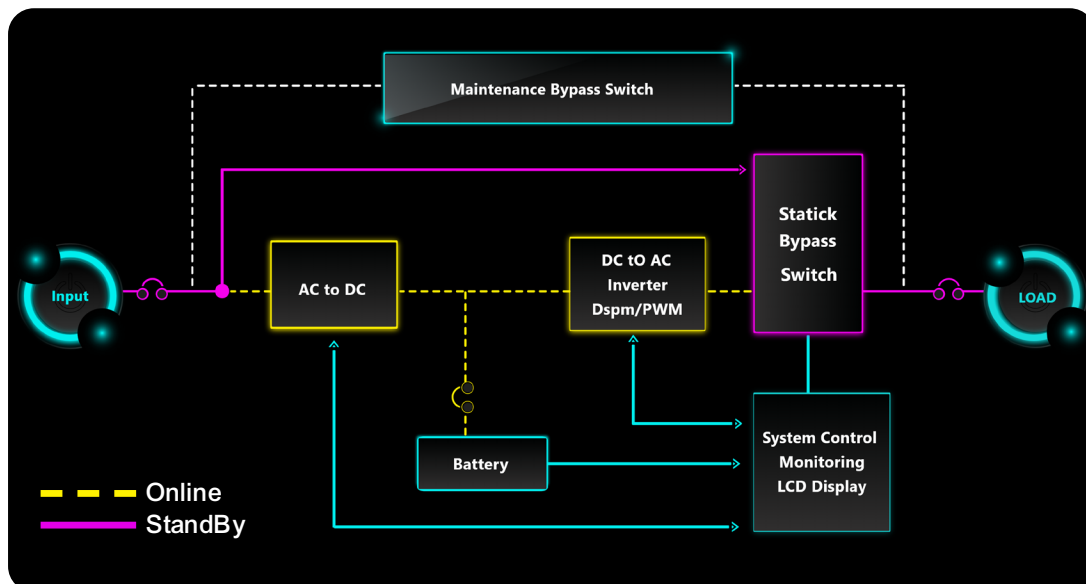 Maintenance Bypass Switch
Statick
Bypass
Switch
Input
AC to DC
DC tO AC
Inverter
Dspm/PWM
LOAD
Battery
System Control
Monitoring
LCD Display
Online
StandBy